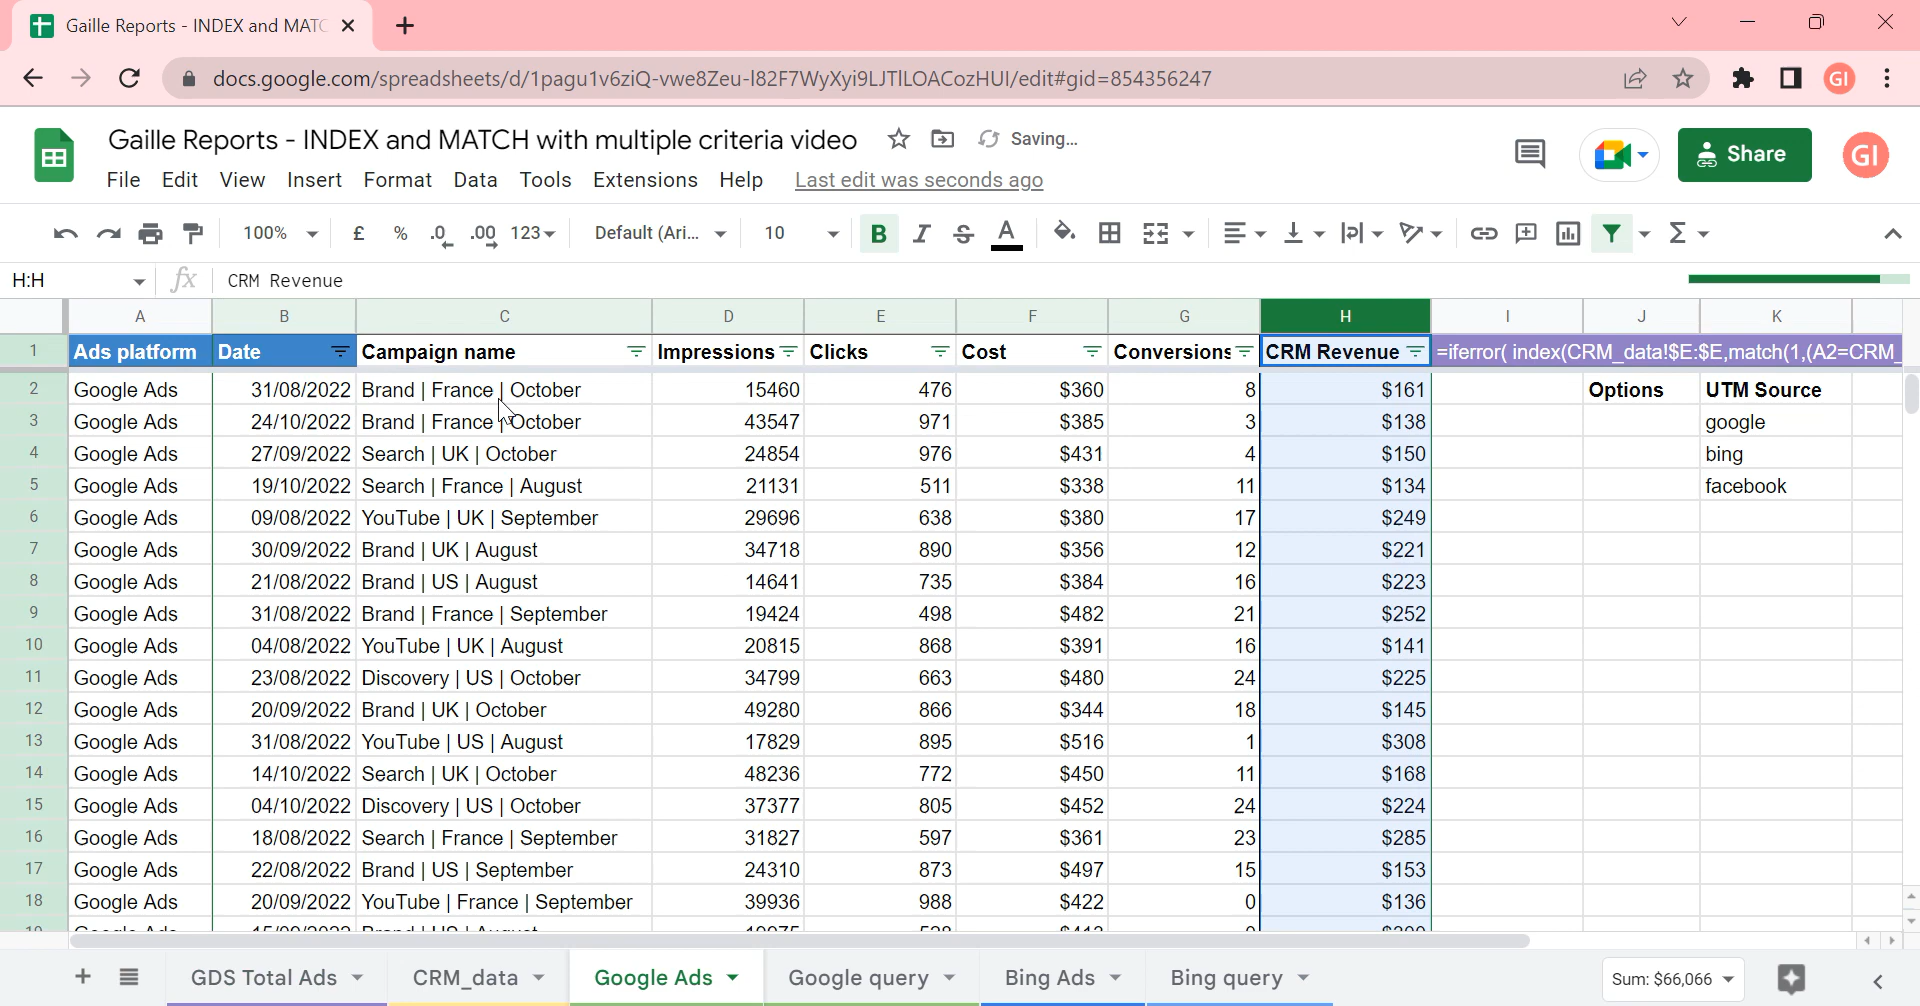 Gaille Reports - INDEX and MATC
docs.google.com/spreadsheets/d/1pagu1v6ziQ-vwe8Zeu-l82F7WyXyi9LJTlLOACozHUI/edit#gid=854356247
GI
Gaille Reports - INDEX and MATCH with multiple criteria video Saving...
File Edit View Insert Format Data Tools Extensions Help Last edit was seconds ago
Share
GI
100% £ % .0 .00 123 Default (Ari... 10 B I S A Σ
H:H fx CRM Revenue
A B C D E F G H I J K
1 Ads platform Date Campaign name Impressions Clicks Cost Conversions CRM Revenue =iferror( index(CRM_data!$E:$E,match(1,(A2=CRM_
2 Google Ads 31/08/2022 Brand | France | October 15460 476 $360 8 $161 Options UTM Source
3 Google Ads 24/10/2022 Brand | France | October 43547 971 $385 3 $138 google
4 Google Ads 27/09/2022 Search | UK | October 24854 976 $431 4 $150 bing
5 Google Ads 19/10/2022 Search | France | August 21131 511 $338 11 $134 facebook
6 Google Ads 09/08/2022 YouTube | UK | September 29696 638 $380 17 $249
7 Google Ads 30/09/2022 Brand | UK | August 34718 890 $356 12 $221
8 Google Ads 21/08/2022 Brand | US | August 14641 735 $384 16 $223
9 Google Ads 31/08/2022 Brand | France | September 19424 498 $482 21 $252
10 Google Ads 04/08/2022 YouTube | UK | August 20815 868 $391 16 $141
11 Google Ads 23/08/2022 Discovery | US | October 34799 663 $480 24 $225
12 Google Ads 20/09/2022 Brand | UK | October 49280 866 $344 18 $145
13 Google Ads 31/08/2022 YouTube | US | August 17829 895 $516 1 $308
14 Google Ads 14/10/2022 Search | UK | October 48236 772 $450 11 $168
15 Google Ads 04/10/2022 Discovery | US | October 37377 805 $452 24 $224
16 Google Ads 18/08/2022 Search | France | September 31827 597 $361 23 $285
17 Google Ads 22/08/2022 Brand | US | September 24310 873 $497 15 $153
18 Google Ads 20/09/2022 YouTube | France | September 39936 988 $422 0 $136
GDS Total Ads CRM_data Google Ads Google query Bing Ads Bing query Sum: $66,066